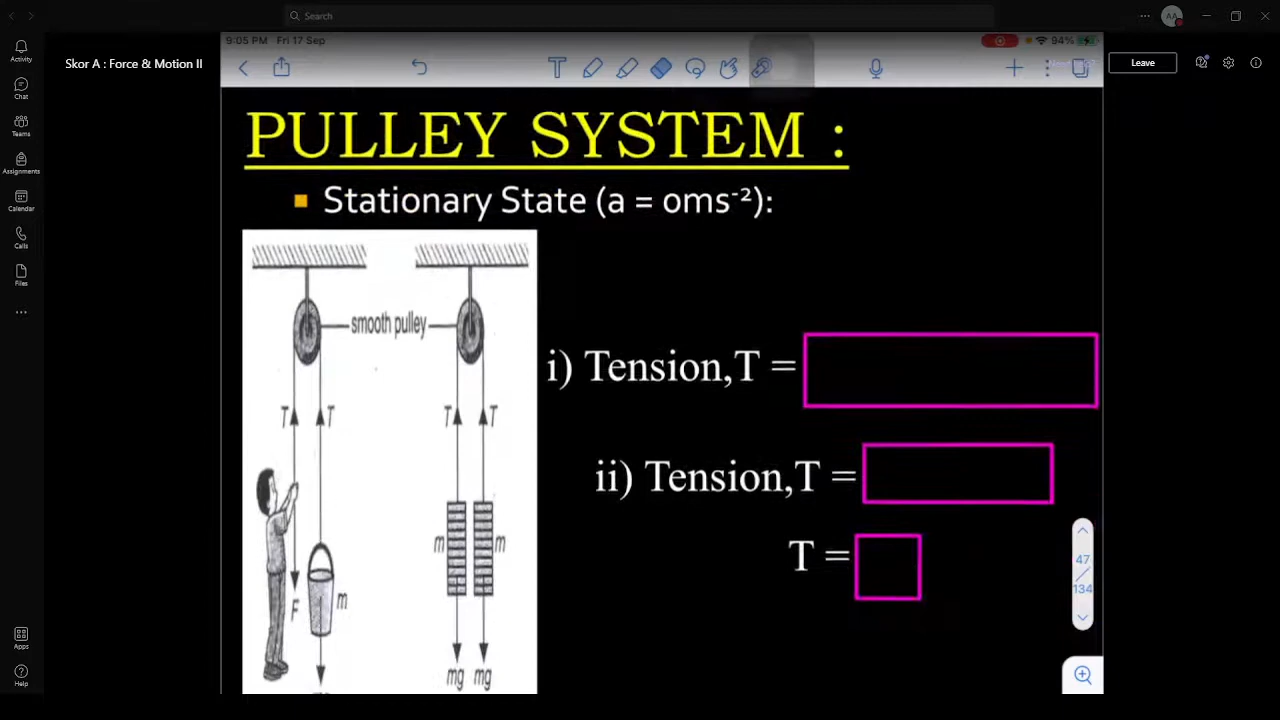 Search
AA
9:05 PM Fri 17 Sep
94%
Activity
Skor A : Force & Motion II
Leave
Chat
Teams
Assignments
Calendar
Calls
Files
Apps
Help
PULLEY SYSTEM :
Stationary State (a = oms⁻²):
smooth pulley
T T T T
F m m m
mg mg
i) Tension,T =
ii) Tension,T =
T =
47
134